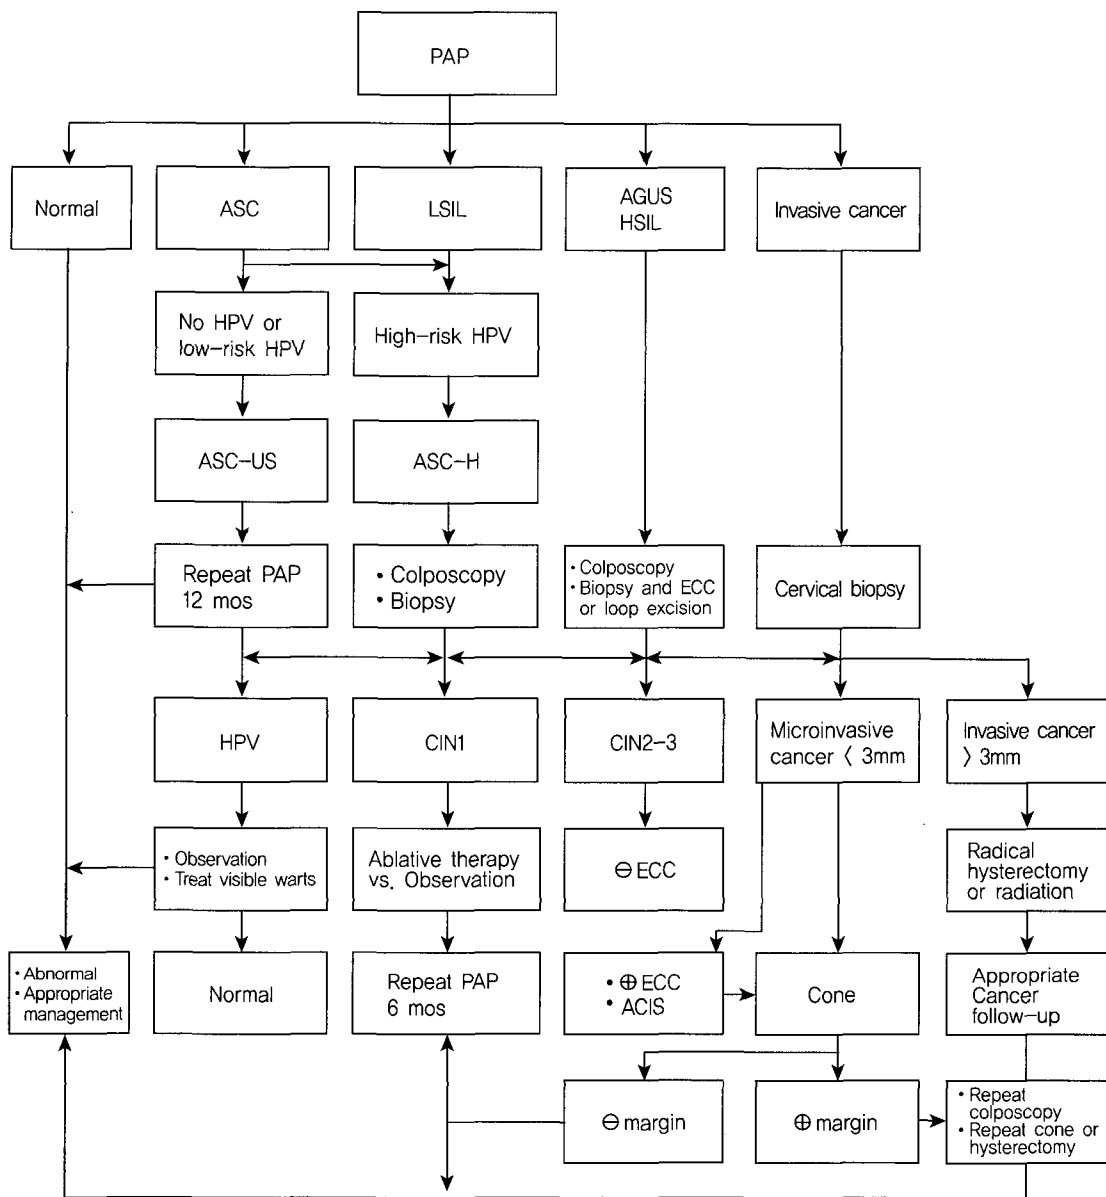 PAP
Normal
ASC
LSIL
AGUS
HSIL
Invasive cancer
No HPV or
low-risk HPV
High-risk HPV
ASC-US
ASC-H
Repeat PAP
12 mos
• Colposcopy
• Biopsy
• Colposcopy
• Biopsy and ECC
or loop excision
Cervical biopsy
HPV
CIN1
CIN2-3
Microinvasive
cancer < 3mm
Invasive cancer
> 3mm
• Observation
• Treat visible warts
Ablative therapy
vs. Observation
⊖ ECC
Radical
hysterectomy
or radiation
• Abnormal
• Appropriate
management
Normal
Repeat PAP
6 mos
• ⊕ ECC
• ACIS
Cone
Appropriate
Cancer
follow-up
⊖ margin
⊕ margin
• Repeat
colposcopy
• Repeat cone or
hysterectomy